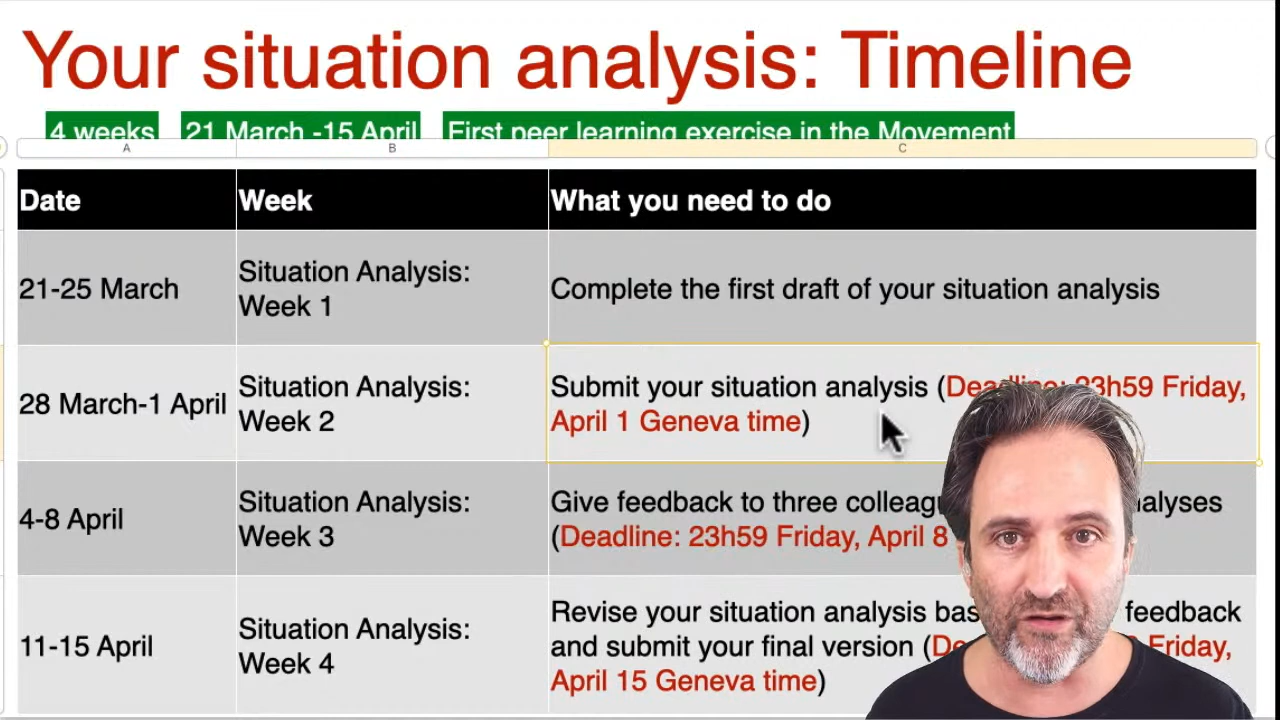 Your situation analysis: Timeline
4 weeks 21 March -15 April First peer learning exercise in the Movement
A B C
Date Week What you need to do
21-25 March
Situation Analysis:
Week 1
Complete the first draft of your situation analysis
28 March-1 April
Situation Analysis:
Week 2
Submit your situation analysis (Deadline: 23h59 Friday,
April 1 Geneva time)
4-8 April
Situation Analysis:
Week 3
Give feedback to three
(Deadline: 23h59 Friday, April 8
11-15 April
Situation Analysis:
Week 4
Revise your situation analysis feedback
and submit your final version ( Friday,
April 15 Geneva time)